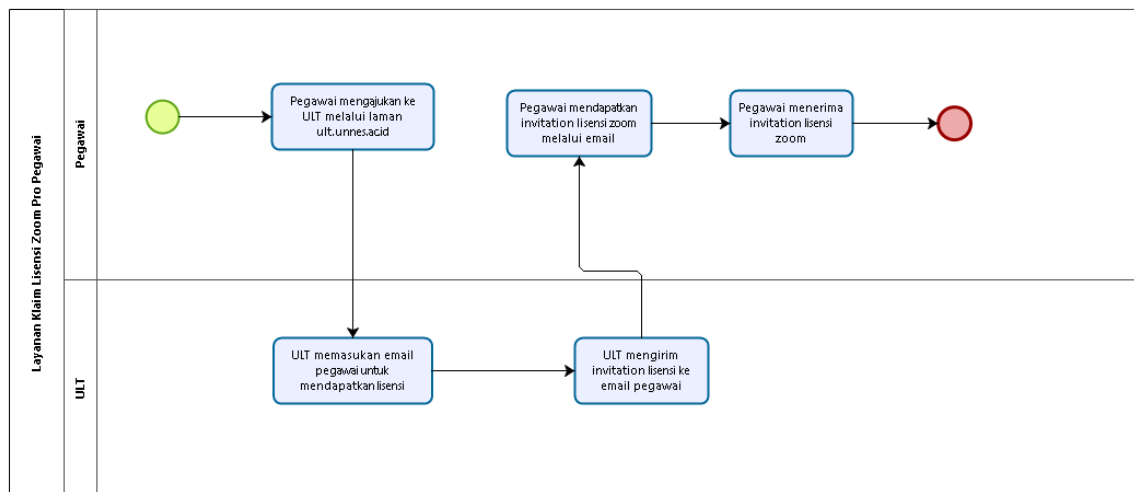 Layanan Klaim Lisensi Zoom Pro Pegawai
Pegawai
Pegawai mengajukan ke
ULT melalui laman
ult.unnes.ac.id
Pegawai mendapatkan
invitation lisensi zoom
melalui email
Pegawai menerima
invitation lisensi
zoom
ULT
ULT memasukan email
pegawai untuk
mendapatkan lisensi
ULT mengirim
invitation lisensi ke
email pegawai